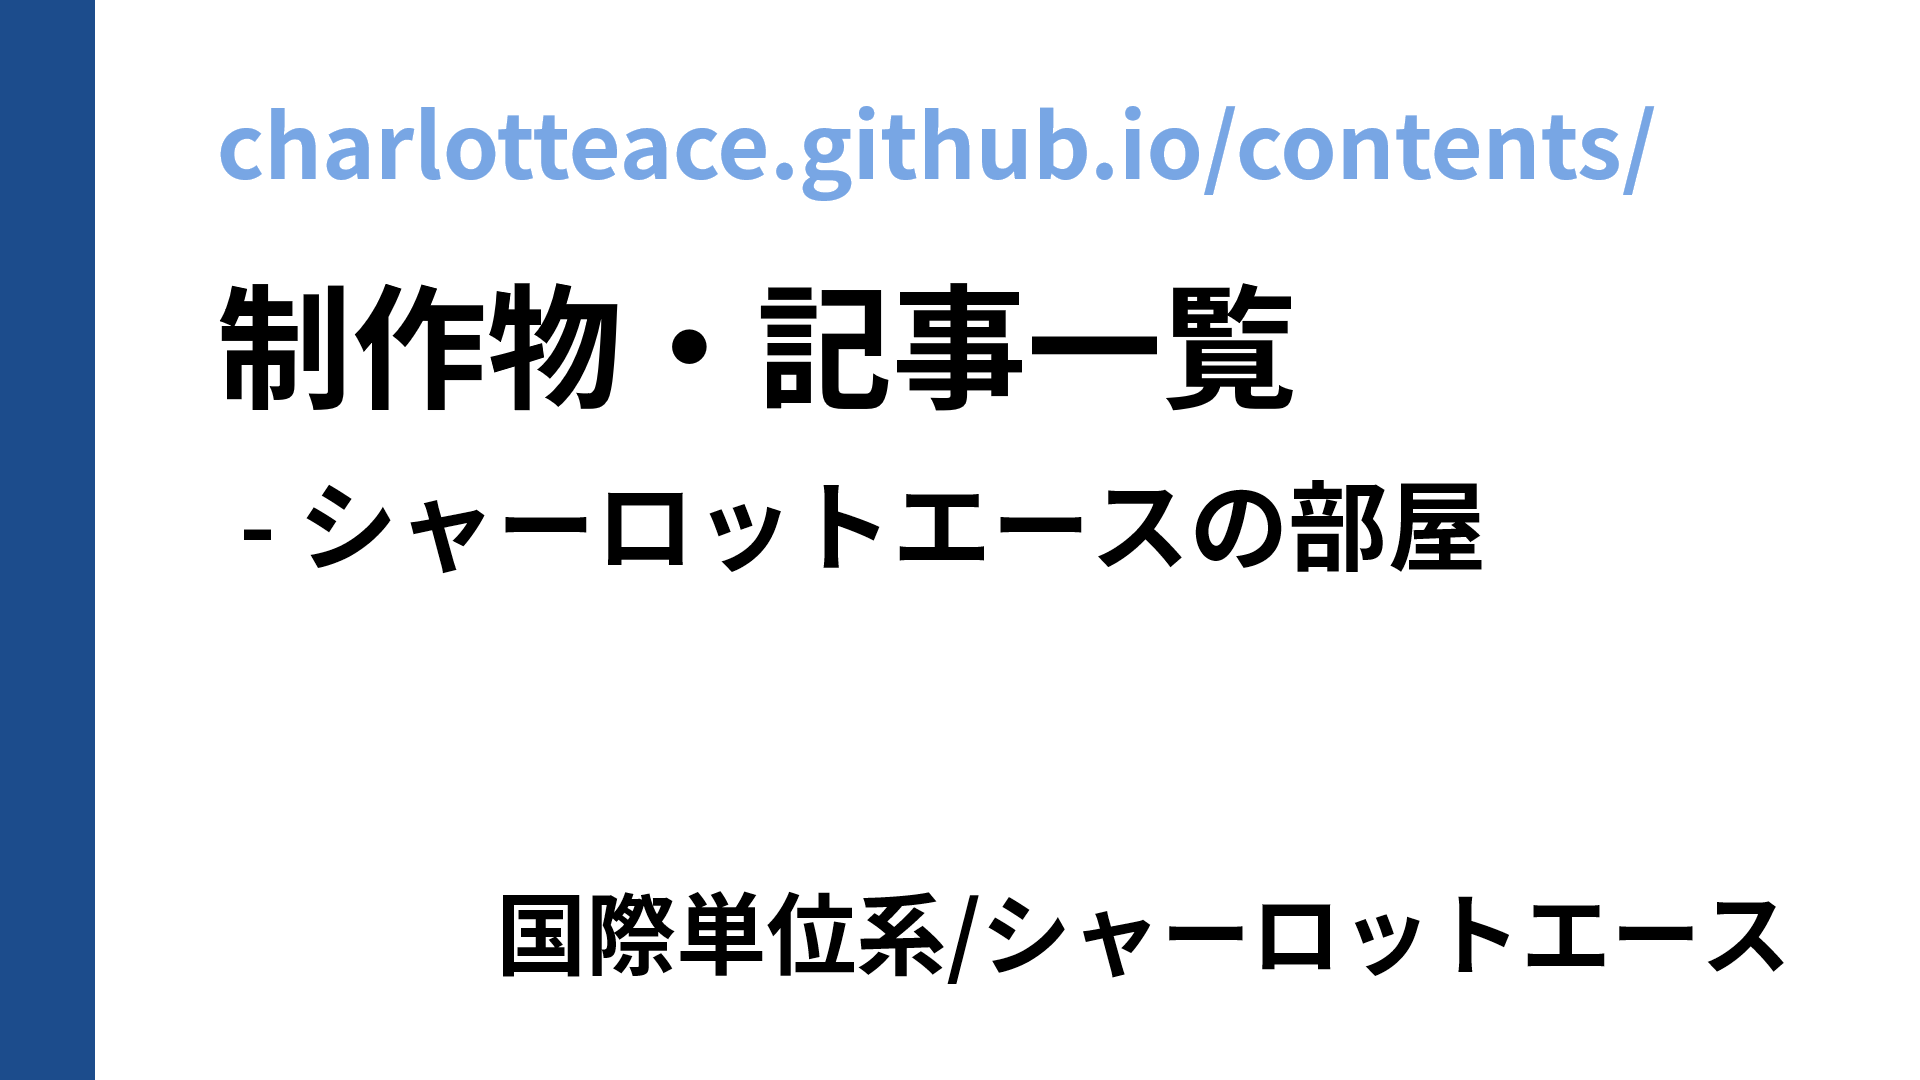 charlotteace.github.io/contents/
制作物・記事一覧
- シャーロットエースの部屋
国際単位系/シャーロットエース